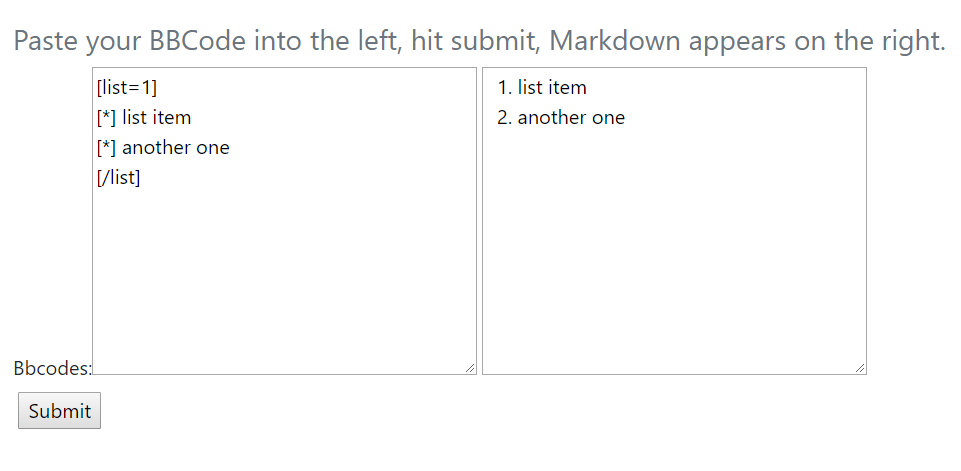 Paste your BBCode into the left, hit submit, Markdown appears on the right.
[list=1]
[*] list item
[*] another one
[/list]
1. list item
2. another one
Bbcodes:
Submit